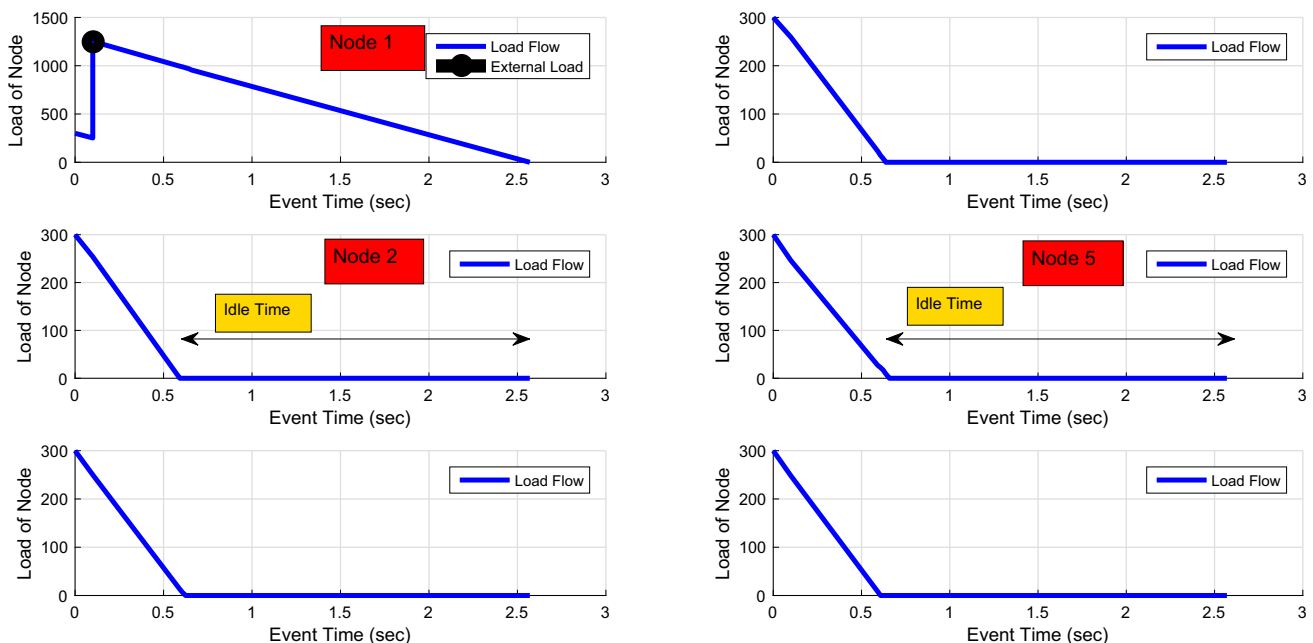 Load of Node
1500
1000
500
0
Node 1
Load Flow
External Load
0 0.5 1 1.5 2 2.5 3
Event Time (sec)
Load of Node
300
200
100
0
Load Flow
0 0.5 1 1.5 2 2.5 3
Event Time (sec)
Load of Node
300
200
100
0
Node 2
Load Flow
Idle Time
0 0.5 1 1.5 2 2.5 3
Event Time (sec)
Load of Node
300
200
100
0
Node 5
Load Flow
Idle Time
0 0.5 1 1.5 2 2.5 3
Event Time (sec)
Load of Node
300
200
100
0
Load Flow
0 0.5 1 1.5 2 2.5 3
Event Time (sec)
Load of Node
300
200
100
0
Load Flow
0 0.5 1 1.5 2 2.5 3
Event Time (sec)